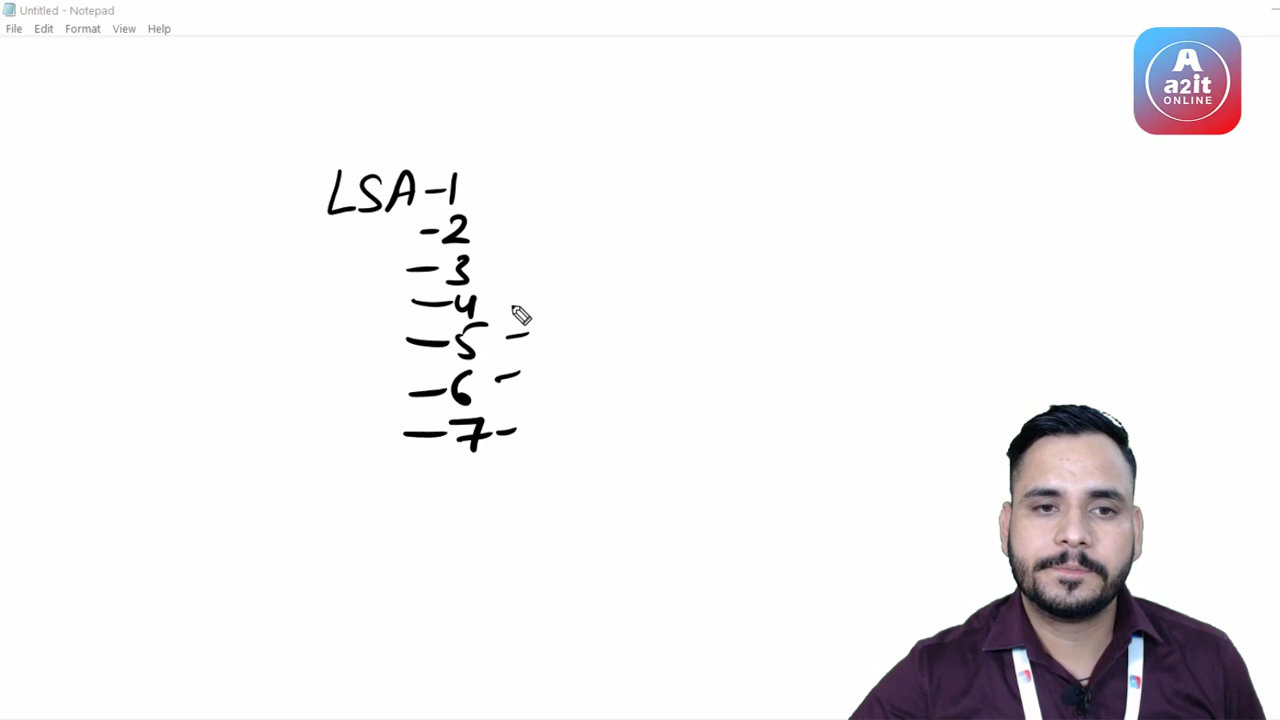 Untitled - Notepad
File Edit Format View Help
A
a2it
ONLINE
LSA-1
-2
-3
-4
-5 -
-6 -
-7-